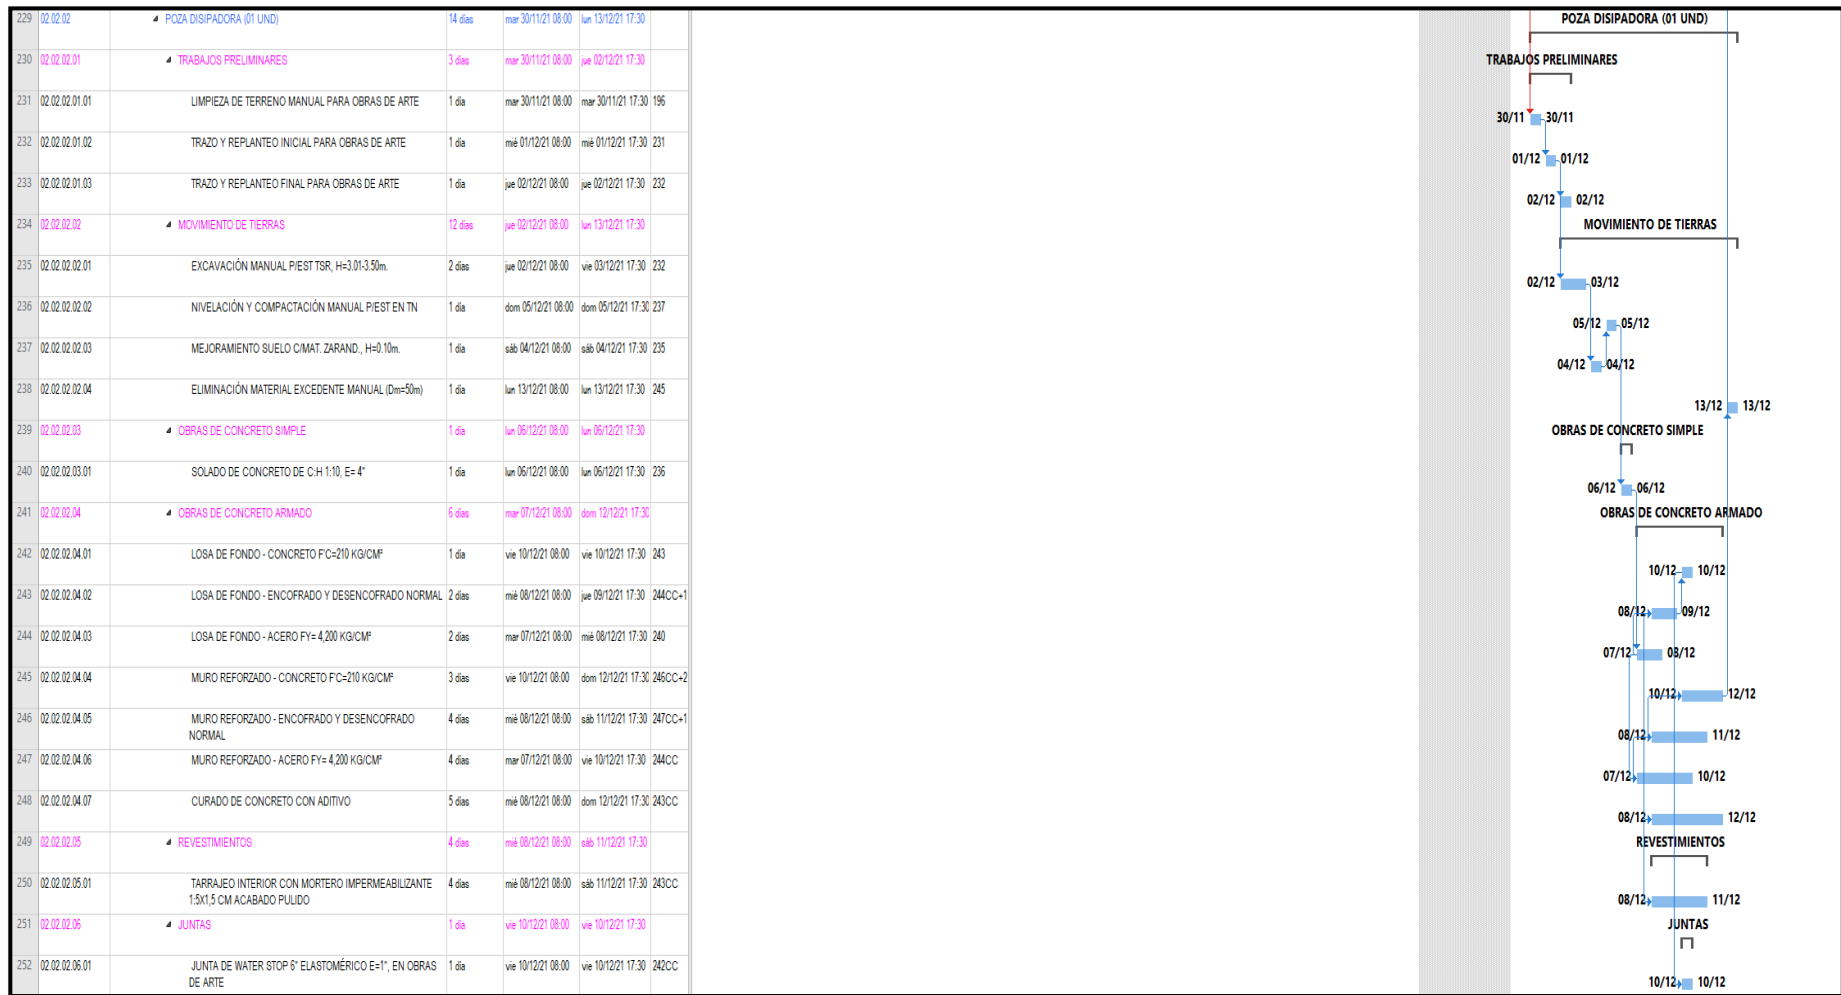 229 02.02.02 POZA DISIPADORA (01 UND) 14 días mar 30/11/21 08:00 lun 13/12/21 17:30 POZA DISIPADORA (01 UND)
230 02.02.02.01 TRABAJOS PRELIMINARES 3 días mar 30/11/21 08:00 jue 02/12/21 17:30 TRABAJOS PRELIMINARES
231 02.02.02.01.01 LIMPIEZA DE TERRENO MANUAL PARA OBRAS DE ARTE 1 día mar 30/11/21 08:00 mar 30/11/21 17:30 196 30/11 30/11
232 02.02.02.01.02 TRAZO Y REPLANTEO INICIAL PARA OBRAS DE ARTE 1 día mié 01/12/21 08:00 mié 01/12/21 17:30 231 01/12 01/12
233 02.02.02.01.03 TRAZO Y REPLANTEO FINAL PARA OBRAS DE ARTE 1 día jue 02/12/21 08:00 jue 02/12/21 17:30 232 02/12 02/12
234 02.02.02.02 MOVIMIENTO DE TIERRAS 12 días jue 02/12/21 08:00 lun 13/12/21 17:30 MOVIMIENTO DE TIERRAS
235 02.02.02.02.01 EXCAVACIÓN MANUAL P/EST TSR, H=3.01-3.50m. 2 días jue 02/12/21 08:00 vie 03/12/21 17:30 232 02/12 03/12
236 02.02.02.02.02 NIVELACIÓN Y COMPACTACIÓN MANUAL P/EST EN TN 1 día dom 05/12/21 08:00 dom 05/12/21 17:30 237 05/12 05/12
237 02.02.02.02.03 MEJORAMIENTO SUELO C/MAT. ZARAND., H=0.10m. 1 día sáb 04/12/21 08:00 sáb 04/12/21 17:30 235 04/12 04/12
238 02.02.02.02.04 ELIMINACIÓN MATERIAL EXCEDENTE MANUAL (Dm=50m) 1 día lun 13/12/21 08:00 lun 13/12/21 17:30 245 13/12 13/12
239 02.02.02.03 OBRAS DE CONCRETO SIMPLE 1 día lun 06/12/21 08:00 lun 06/12/21 17:30 OBRAS DE CONCRETO SIMPLE
240 02.02.02.03.01 SOLADO DE CONCRETO DE C:H 1:10, E= 4" 1 día lun 06/12/21 08:00 lun 06/12/21 17:30 236 06/12 06/12
241 02.02.02.04 OBRAS DE CONCRETO ARMADO 6 días mar 07/12/21 08:00 dom 12/12/21 17:30 OBRAS DE CONCRETO ARMADO
242 02.02.02.04.01 LOSA DE FONDO - CONCRETO F'C=210 KG/CM² 1 día vie 10/12/21 08:00 vie 10/12/21 17:30 243 10/12 10/12
243 02.02.02.04.02 LOSA DE FONDO - ENCOFRADO Y DESENCOFRADO NORMAL 2 días mié 08/12/21 08:00 jue 09/12/21 17:30 244CC+1 08/12 09/12
244 02.02.02.04.03 LOSA DE FONDO - ACERO FY= 4,200 KG/CM² 2 días mar 07/12/21 08:00 mié 08/12/21 17:30 240 07/12 08/12
245 02.02.02.04.04 MURO REFORZADO - CONCRETO F'C=210 KG/CM² 3 días vie 10/12/21 08:00 dom 12/12/21 17:30 246CC+2 10/12 12/12
246 02.02.02.04.05 MURO REFORZADO - ENCOFRADO Y DESENCOFRADO 4 días mié 08/12/21 08:00 sáb 11/12/21 17:30 247CC+1 08/12 11/12
NORMAL
247 02.02.02.04.06 MURO REFORZADO - ACERO FY= 4,200 KG/CM² 4 días mar 07/12/21 08:00 vie 10/12/21 17:30 244CC 07/12 10/12
248 02.02.02.04.07 CURADO DE CONCRETO CON ADITIVO 5 días mié 08/12/21 08:00 dom 12/12/21 17:30 243CC 08/12 12/12
249 02.02.02.05 REVESTIMIENTOS 4 días mié 08/12/21 08:00 sáb 11/12/21 17:30 REVESTIMIENTOS
250 02.02.02.05.01 TARRAJEO INTERIOR CON MORTERO IMPERMEABILIZANTE 4 días mié 08/12/21 08:00 sáb 11/12/21 17:30 243CC 08/12 11/12
1:5X1,5 CM ACABADO PULIDO
251 02.02.02.06 JUNTAS 1 día vie 10/12/21 08:00 vie 10/12/21 17:30 JUNTAS
252 02.02.02.06.01 JUNTA DE WATER STOP 6" ELASTOMÉRICO E=1", EN OBRAS 1 día vie 10/12/21 08:00 vie 10/12/21 17:30 242CC 10/12 10/12
DE ARTE